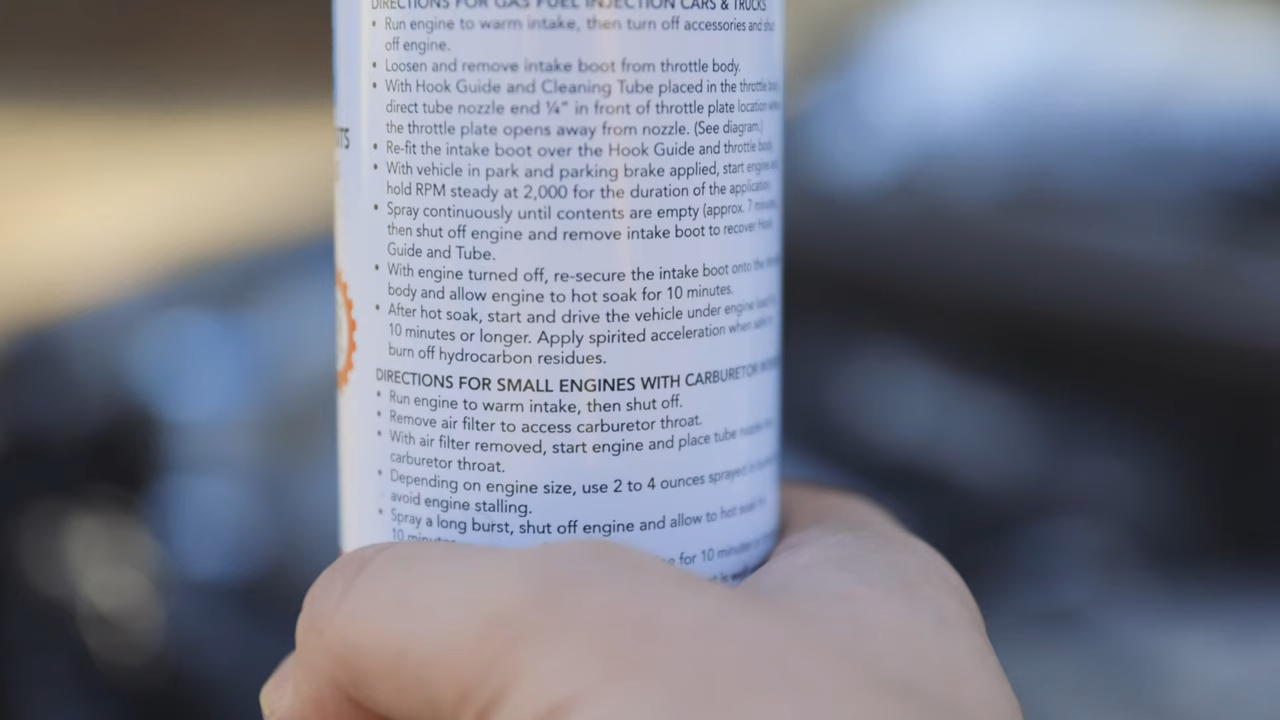 DIRECTIONS FOR GAS FUEL INJECTION CARS & TRUCKS
• Run engine to warm intake, then turn off accessories and shut
off engine.
• Loosen and remove intake boot from throttle body.
• With Hook Guide and Cleaning Tube placed in the throttle
direct tube nozzle end ¼" in front of throttle plate location
the throttle plate opens away from nozzle. (See diagram.)
• Re-fit the intake boot over the Hook Guide and throttle body.
• With vehicle in park and parking brake applied, start engine
hold RPM steady at 2,000 for the duration of the application.
• Spray continuously until contents are empty (approx. 7
then shut off engine and remove intake boot to recover Hook
Guide and Tube.
• With engine turned off, re-secure the intake boot onto the
body and allow engine to hot soak for 10 minutes.
• After hot soak, start and drive the vehicle under engine
10 minutes or longer. Apply spirited acceleration when
burn off hydrocarbon residues.
DIRECTIONS FOR SMALL ENGINES WITH CARBURETOR
• Run engine to warm intake, then shut off.
• Remove air filter to access carburetor throat.
• With air filter removed, start engine and place tube
carburetor throat.
• Depending on engine size, use 2 to 4 ounces sprayed
avoid engine stalling.
• Spray a long burst, shut off engine and allow to hot soak
10 minutes
for 10